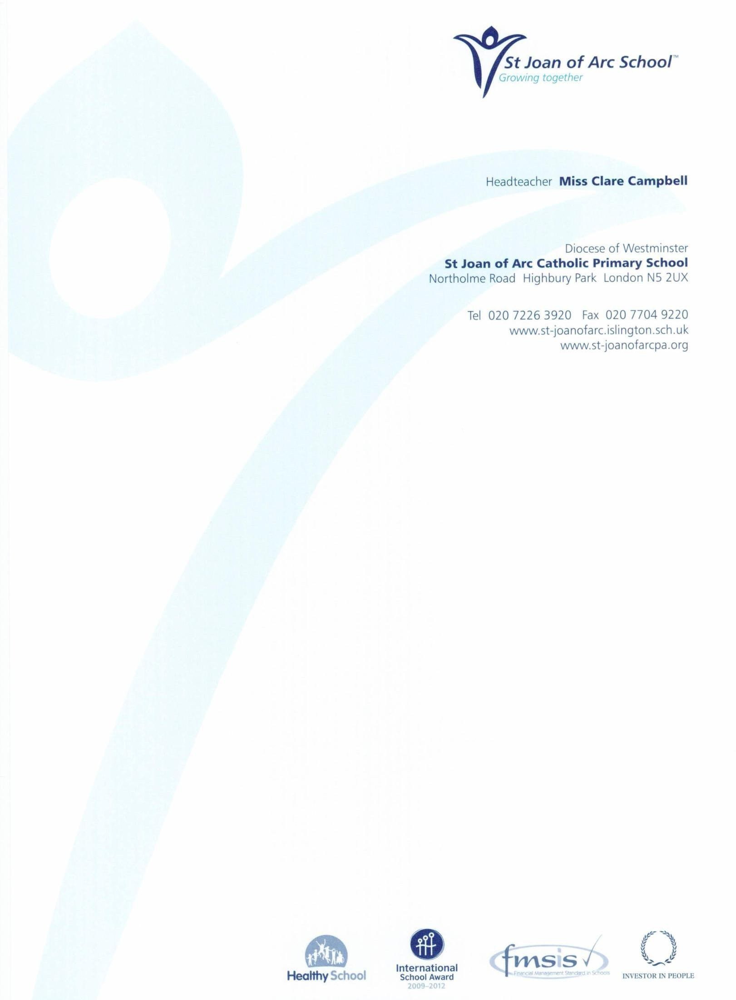 St Joan of Arc School™
Growing together
Headteacher Miss Clare Campbell
Diocese of Westminster
St Joan of Arc Catholic Primary School
Northolme Road Highbury Park London N5 2UX
Tel 020 7226 3920 Fax 020 7704 9220
www.st-joanofarc.islington.sch.uk
www.st-joanofarcpa.org
Healthy School
International
School Award
2009–2012
fmsis
Financial Management Standard in Schools
INVESTOR IN PEOPLE